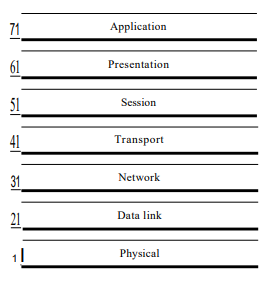 71 Application
61 Presentation
51 Session
41 Transport
31 Network
21 Data link
1 Physical